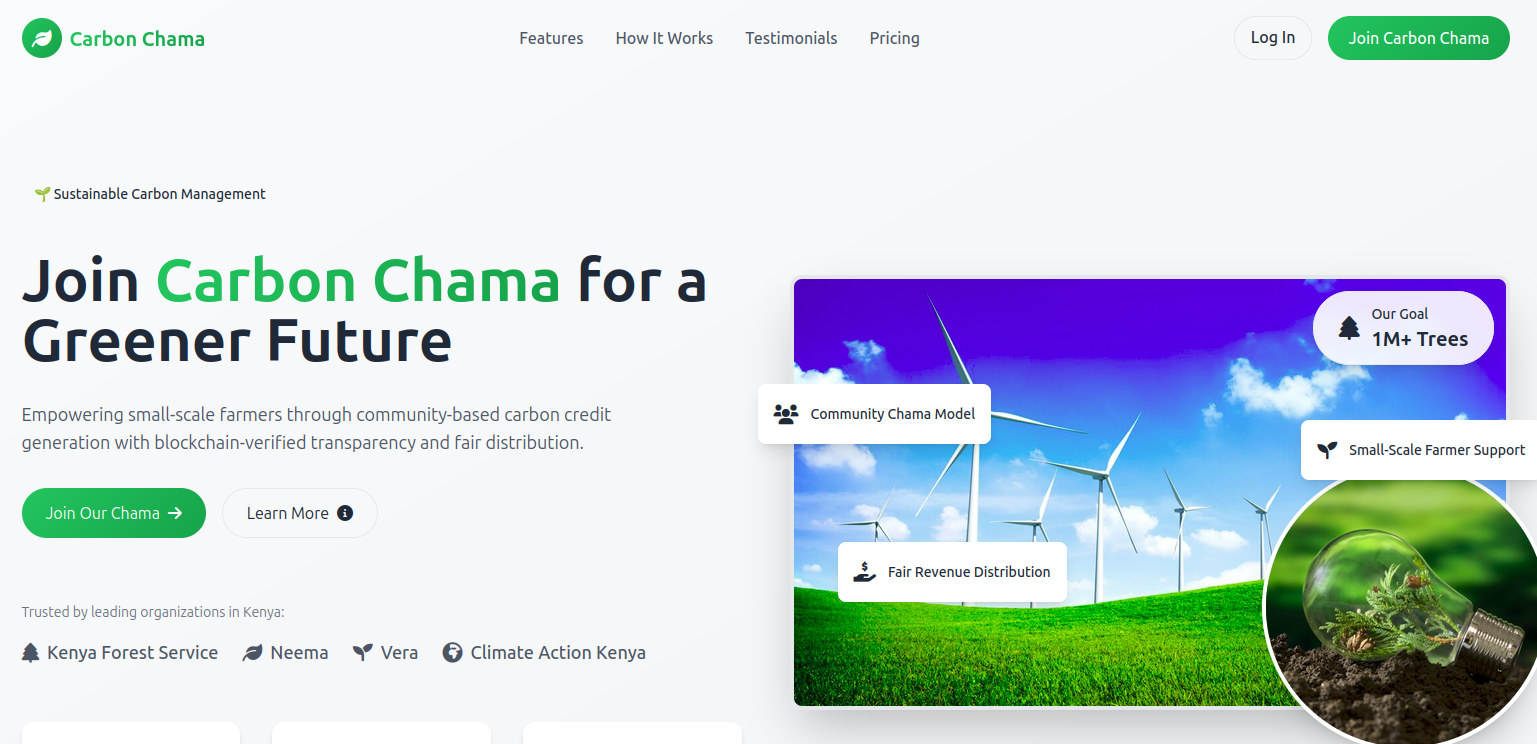 Carbon Chama
Features
How It Works
Testimonials
Pricing
Log In
Join Carbon Chama
🌱 Sustainable Carbon Management
Join Carbon Chama for a
Greener Future
Empowering small-scale farmers through community-based carbon credit
generation with blockchain-verified transparency and fair distribution.
Join Our Chama
Learn More
Trusted by leading organizations in Kenya:
Kenya Forest Service
Neema
Vera
Climate Action Kenya
Our Goal
1M+ Trees
Community Chama Model
Small-Scale Farmer Support
Fair Revenue Distribution